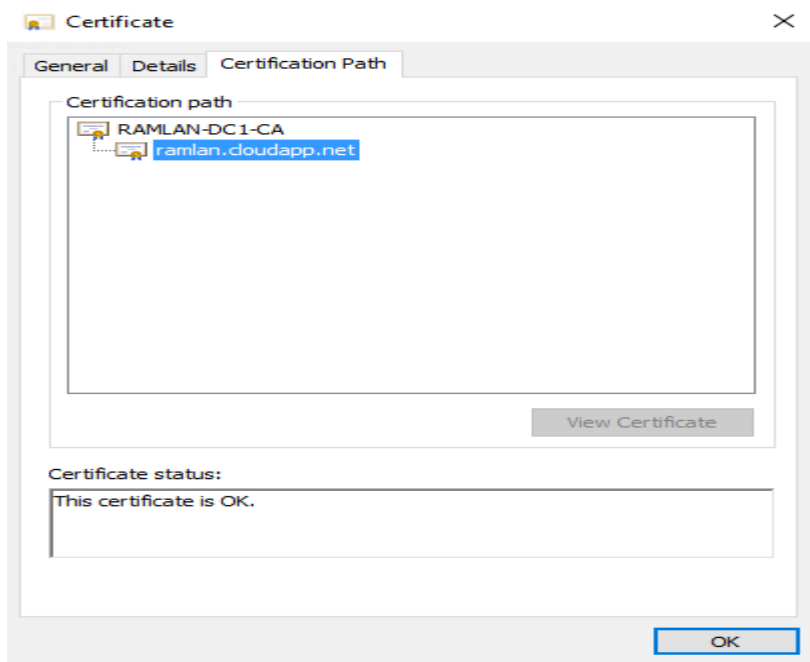 Certificate
General Details Certification Path
Certification path
RAMLAN-DC1-CA
ramlan.cloudapp.net
View Certificate
Certificate status:
This certificate is OK.
OK